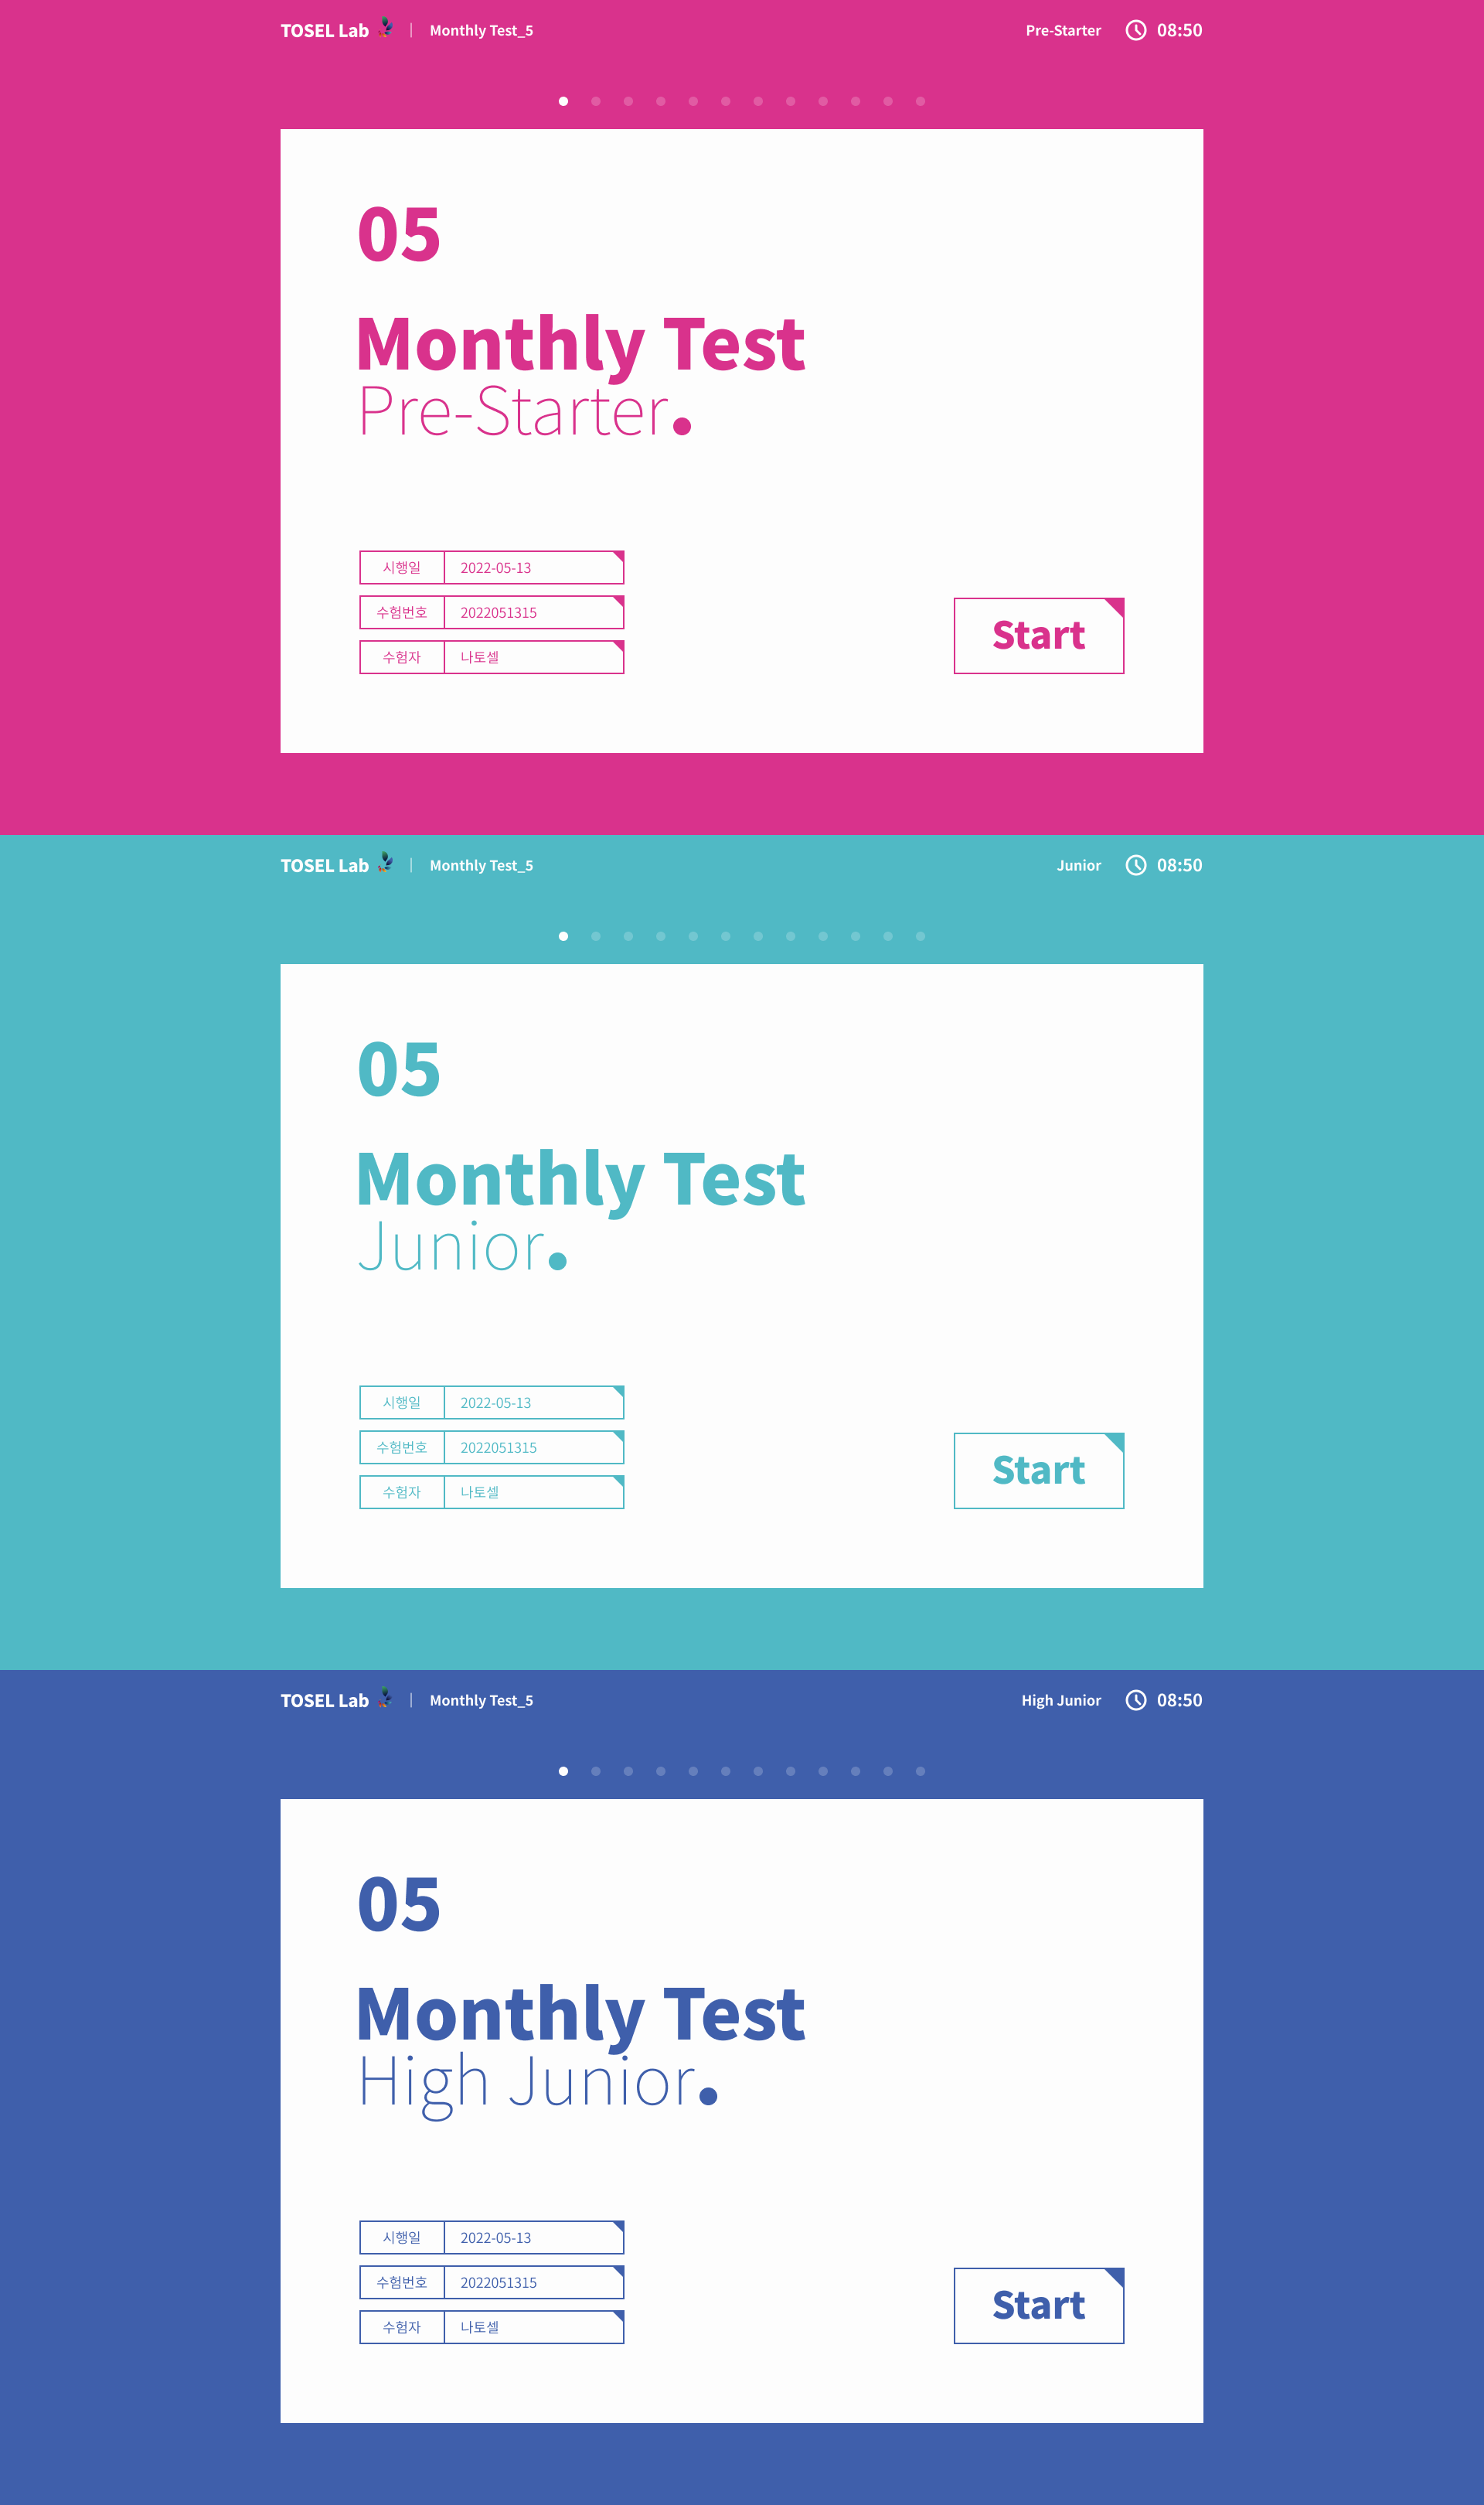 TOSEL Lab | Monthly Test_5 Pre-Starter 08:50
05
Monthly Test
Pre-Starter.
시행일 2022-05-13
수험번호 2022051315
수험자 나토셀
Start
TOSEL Lab | Monthly Test_5 Junior 08:50
05
Monthly Test
Junior.
시행일 2022-05-13
수험번호 2022051315
수험자 나토셀
Start
TOSEL Lab | Monthly Test_5 High Junior 08:50
05
Monthly Test
High Junior.
시행일 2022-05-13
수험번호 2022051315
수험자 나토셀
Start